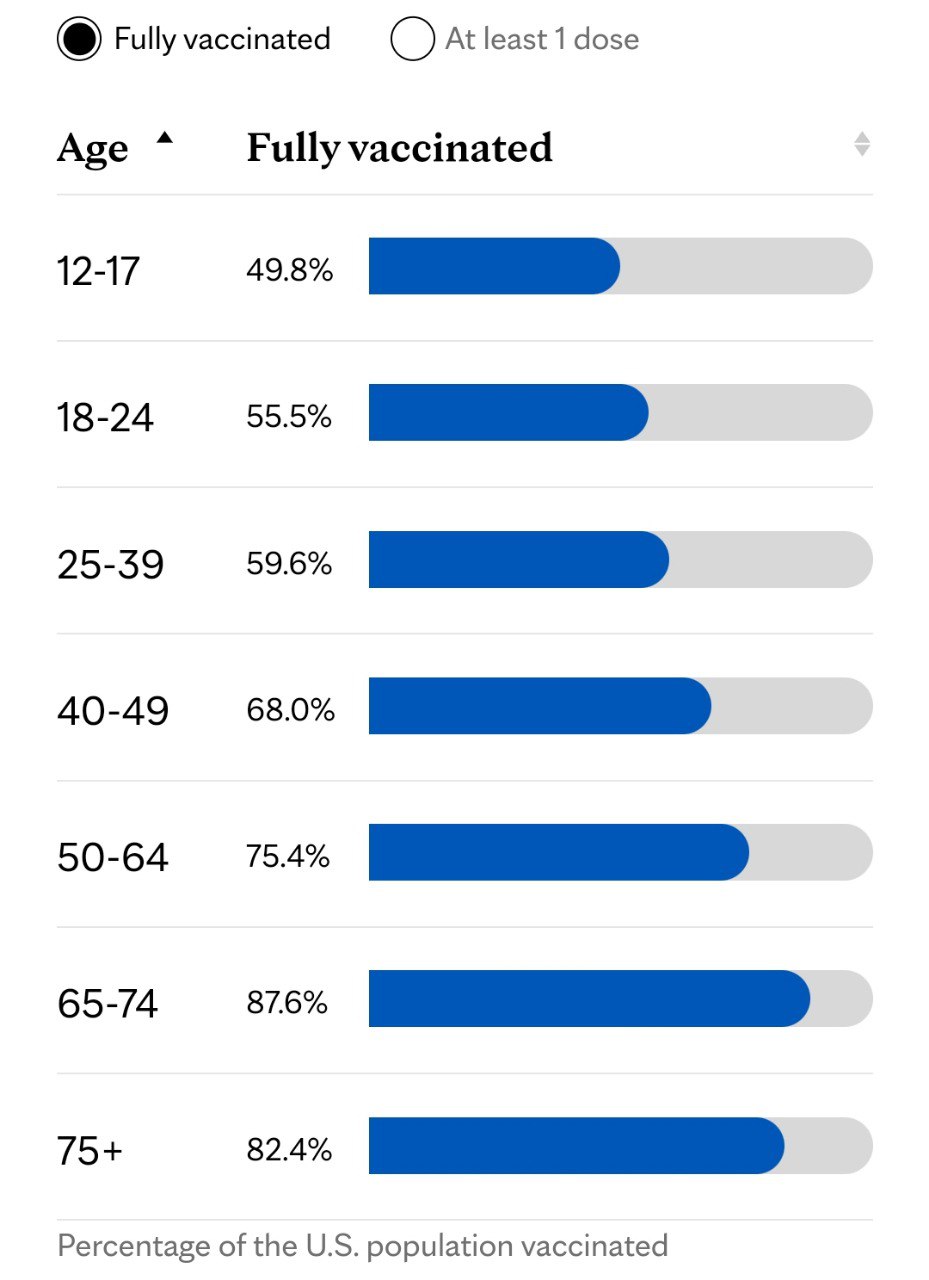 Fully vaccinated At least 1 dose
Age Fully vaccinated
12-17 49.8%
18-24 55.5%
25-39 59.6%
40-49 68.0%
50-64 75.4%
65-74 87.6%
75+ 82.4%
Percentage of the U.S. population vaccinated